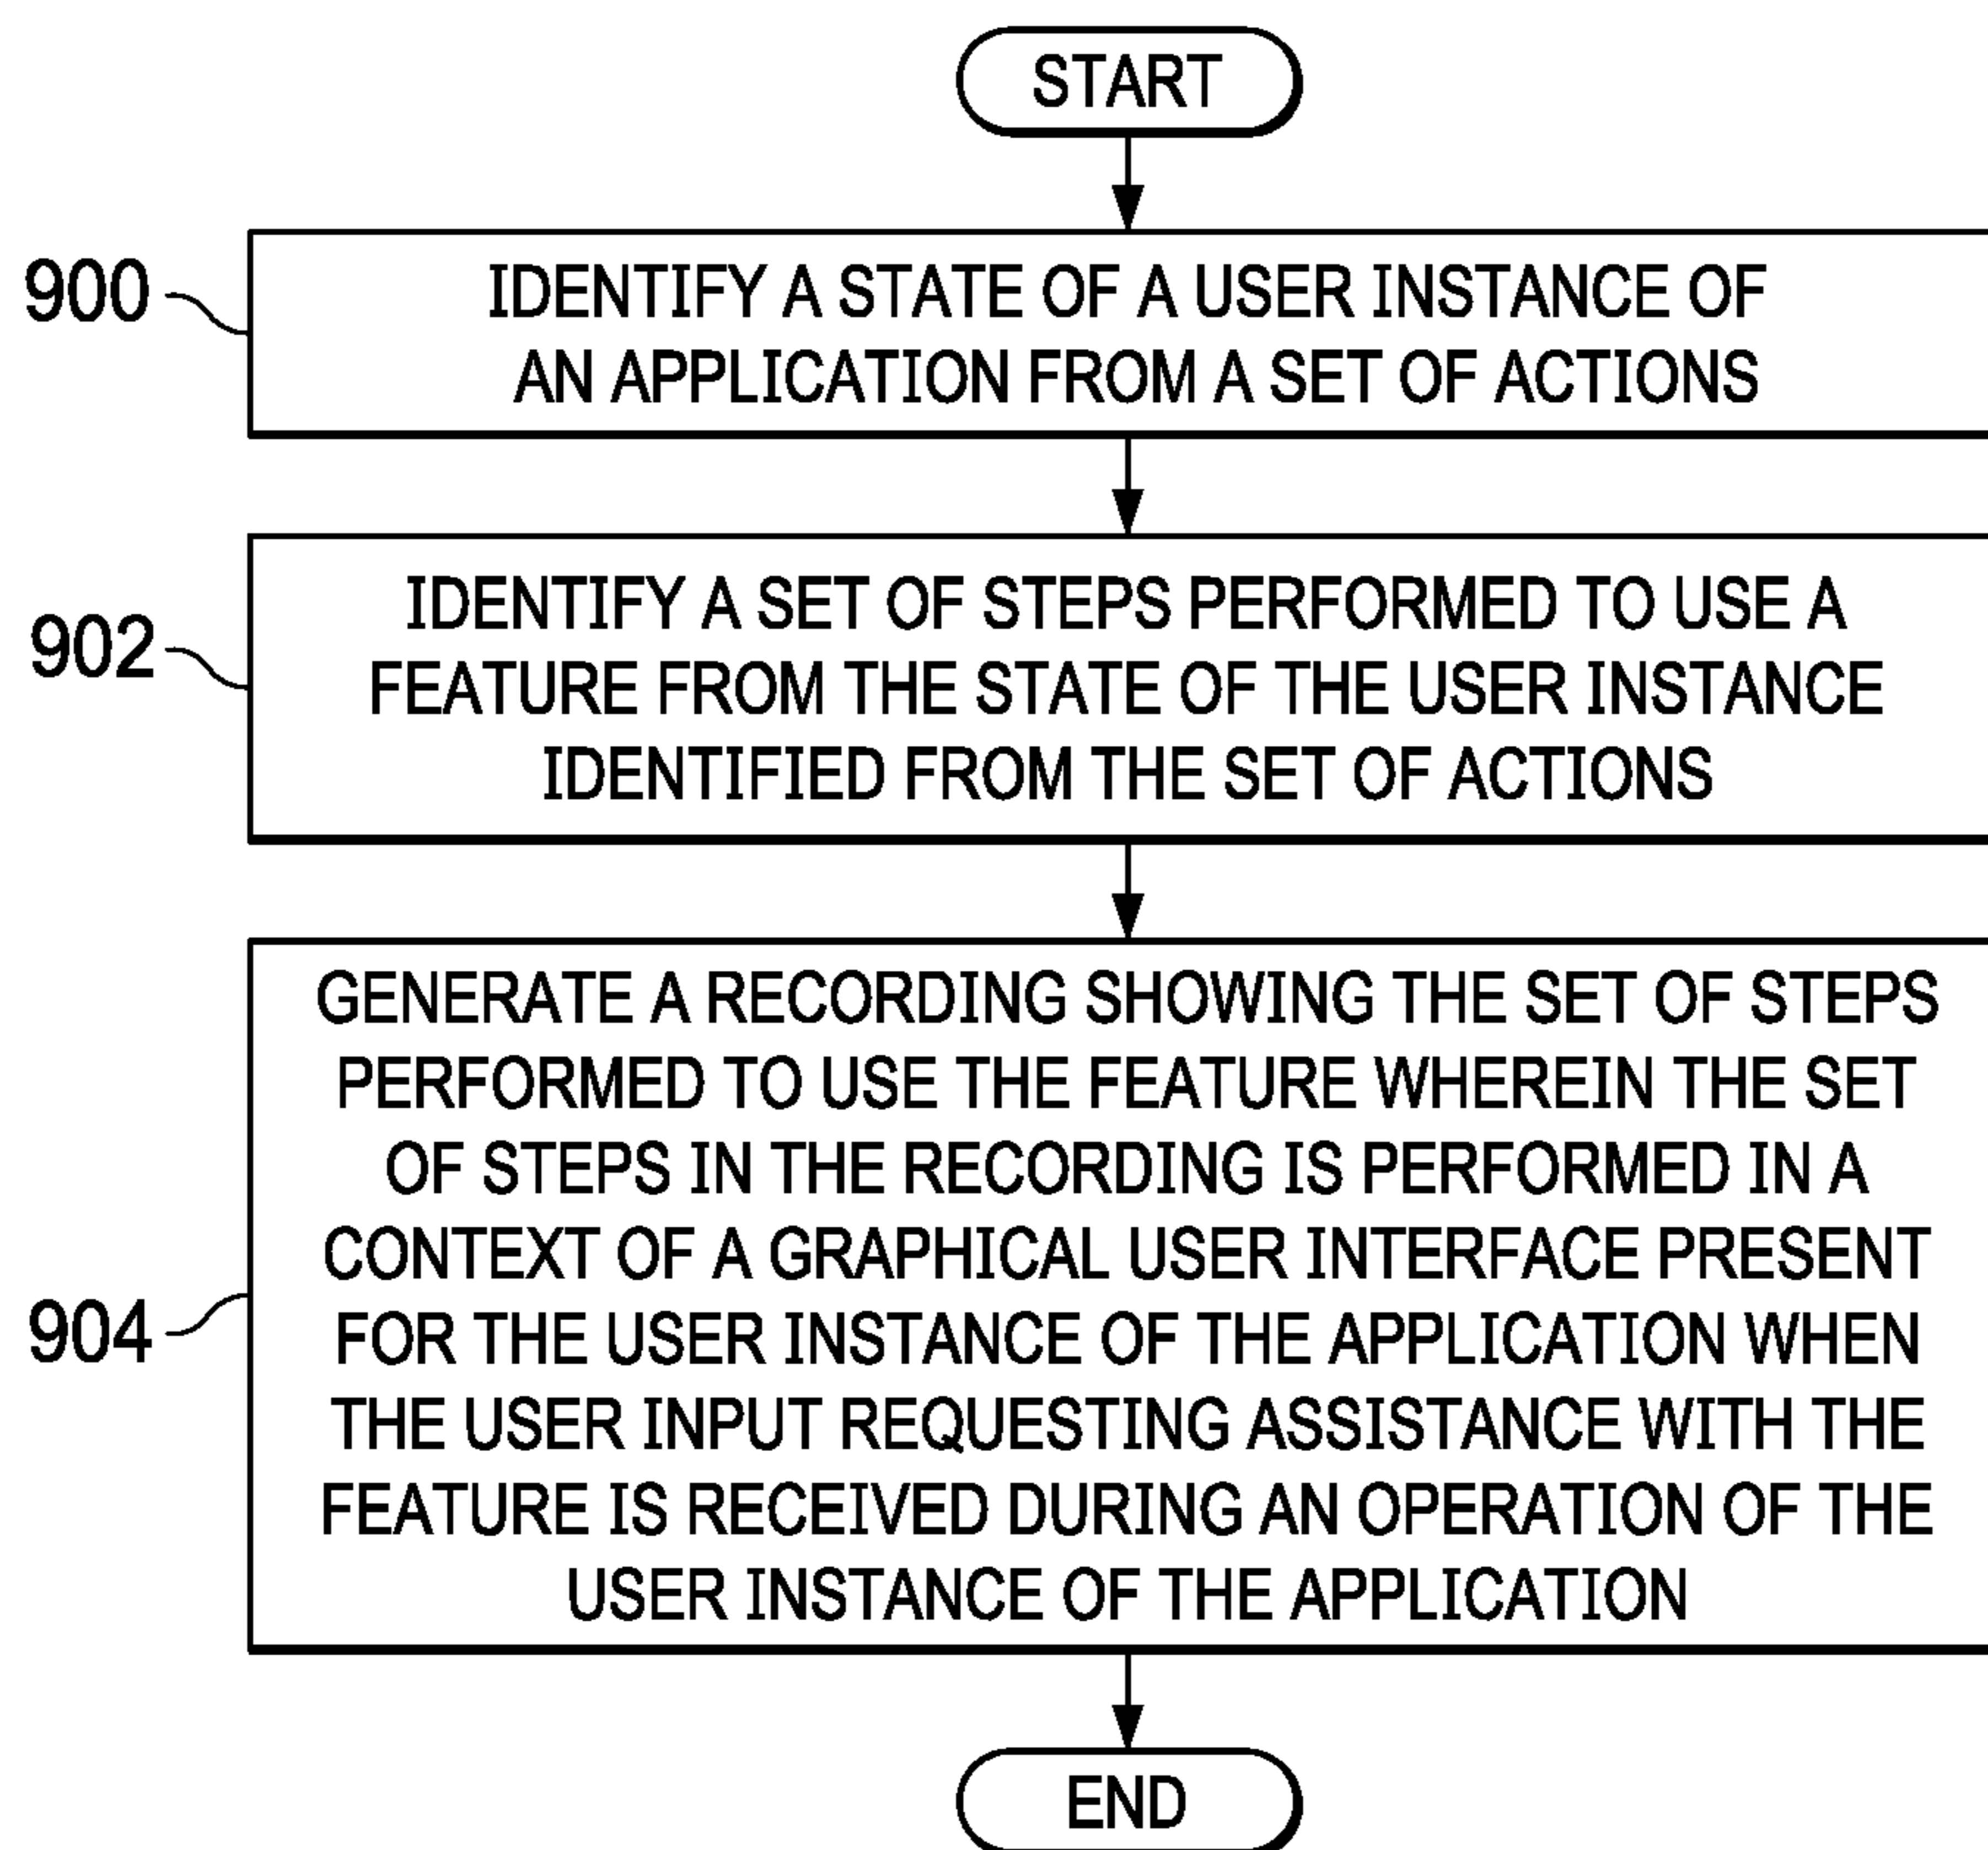 START
900
IDENTIFY A STATE OF A USER INSTANCE OF
AN APPLICATION FROM A SET OF ACTIONS
902
IDENTIFY A SET OF STEPS PERFORMED TO USE A
FEATURE FROM THE STATE OF THE USER INSTANCE
IDENTIFIED FROM THE SET OF ACTIONS
904
GENERATE A RECORDING SHOWING THE SET OF STEPS
PERFORMED TO USE THE FEATURE WHEREIN THE SET
OF STEPS IN THE RECORDING IS PERFORMED IN A
CONTEXT OF A GRAPHICAL USER INTERFACE PRESENT
FOR THE USER INSTANCE OF THE APPLICATION WHEN
THE USER INPUT REQUESTING ASSISTANCE WITH THE
FEATURE IS RECEIVED DURING AN OPERATION OF THE
USER INSTANCE OF THE APPLICATION
END